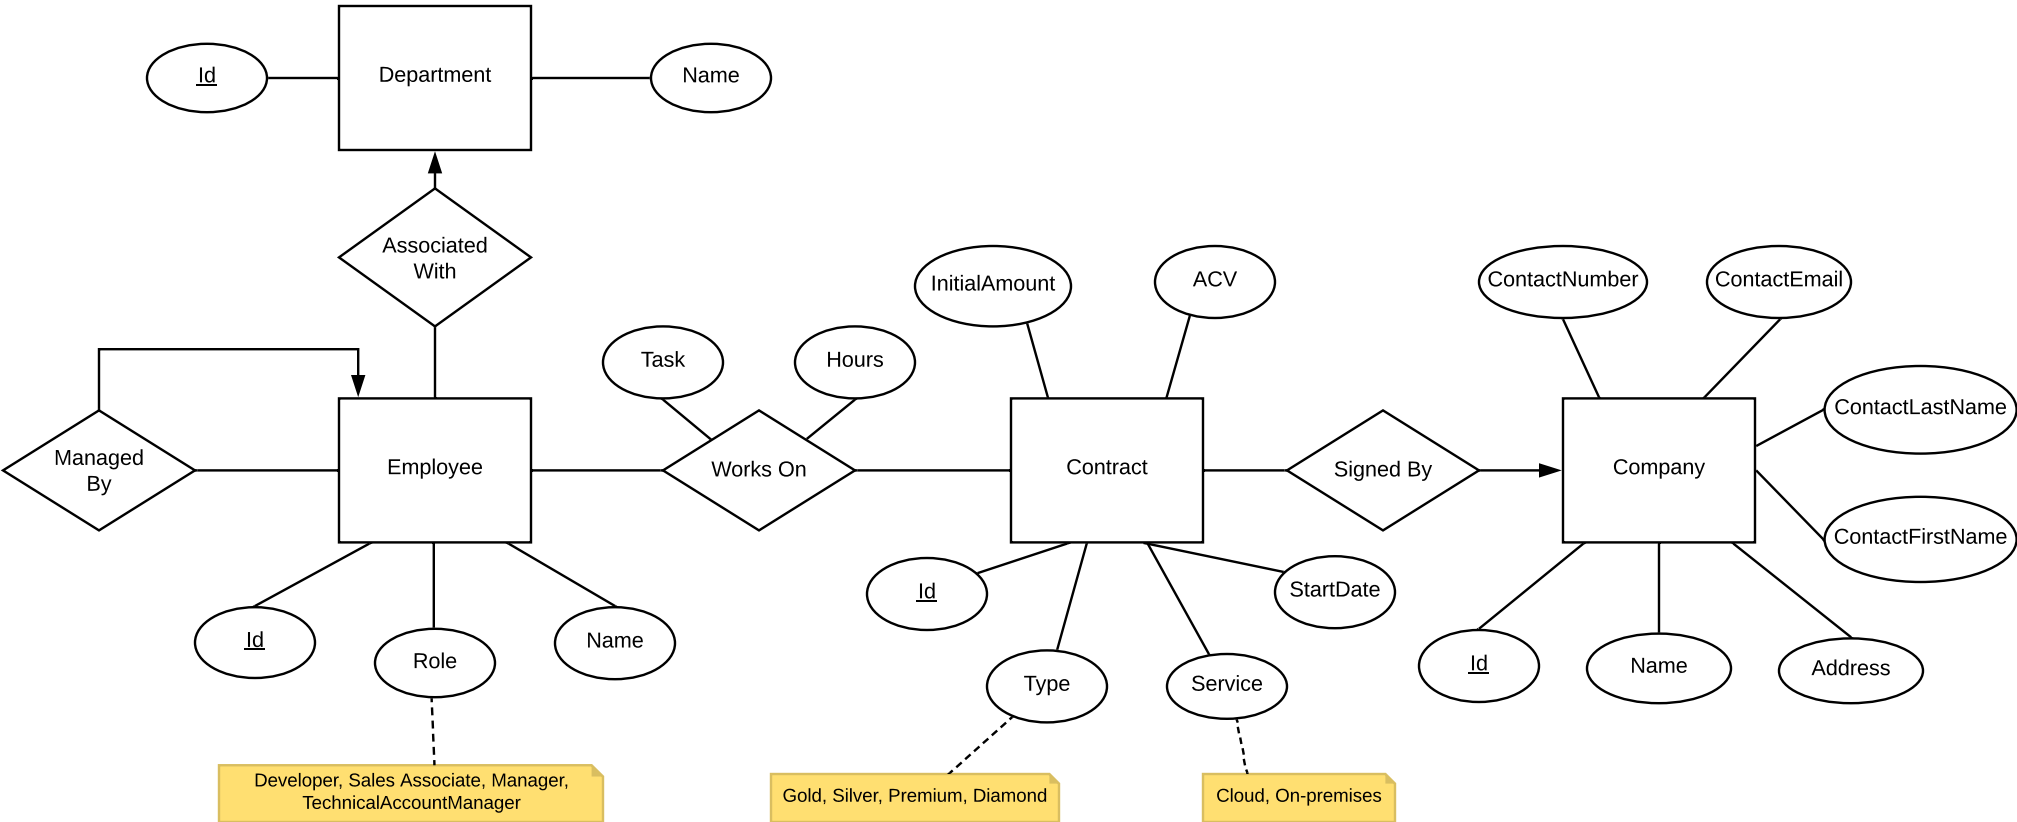 Id
Department
Name
Associated
With
InitialAmount
ACV
ContactNumber
ContactEmail
Task
Hours
ContactLastName
Managed
By
Employee
Works On
Contract
Signed By
Company
ContactFirstName
Id
Role
Name
Id
Type
Service
StartDate
Id
Name
Address
Developer, Sales Associate, Manager,
TechnicalAccountManager
Gold, Silver, Premium, Diamond
Cloud, On-premises